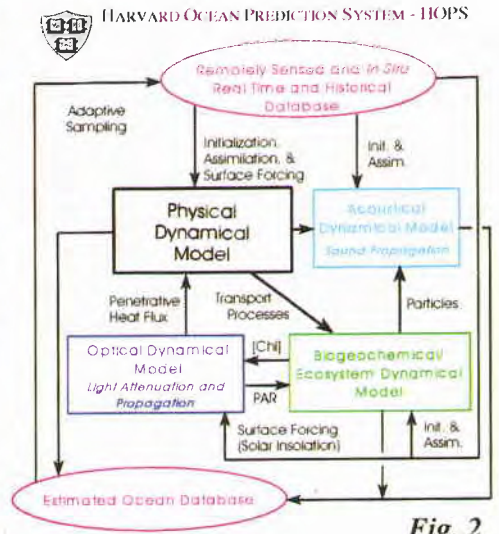 HARVARD OCEAN PREDICTION SYSTEM - HOPS
Remotely Sensed and In Situ
Real Time and Historical
Database
Adaptive
Sampling
Initialization,
Assimilation, &
Surface Forcing
Init. &
Assim.
Physical
Dynamical
Model
Acoustical
Dynamical Model
Sound Propagation
Penetrative
Heat Flux
Transport
Processes
Particles
Optical Dynamical
Model
Light Attenuation and
Propagation
[Chl]
PAR
Biogeochemical/
Ecosystem Dynamical
Model
Surface Forcing
(Solar Insolation)
Init. &
Assim.
Estimated Ocean Database
Fig. 2